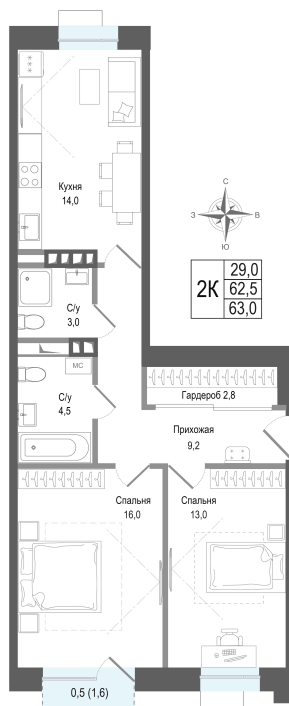 Кухня
14,0
С
З
В
Ю
2К
29,0
62,5
63,0
С/у
3,0
МС
С/у
4,5
Гардероб 2,8
Прихожая
9,2
Спальня
16,0
Спальня
13,0
0,5 (1,6)